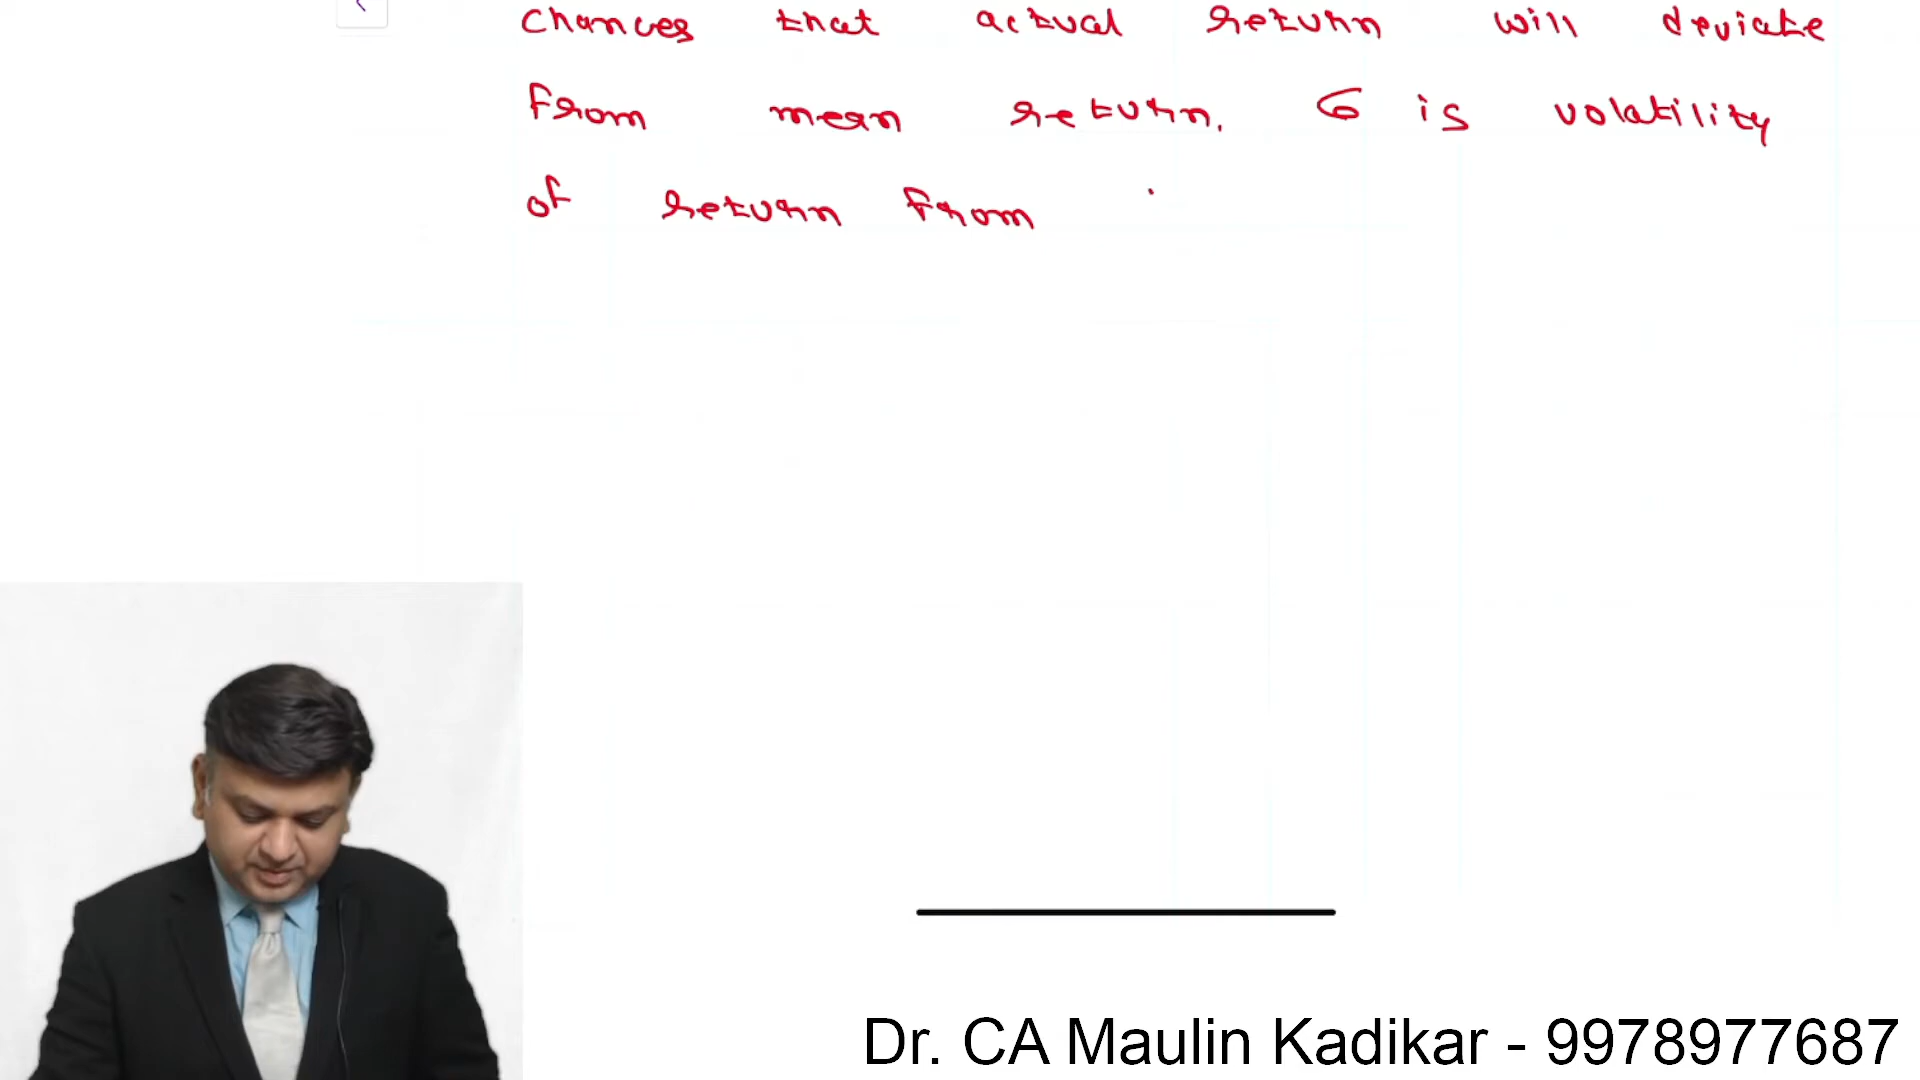 Chances that actual return will deviate
from mean return. σ is volatility
of return from
Dr. CA Maulin Kadikar - 9978977687